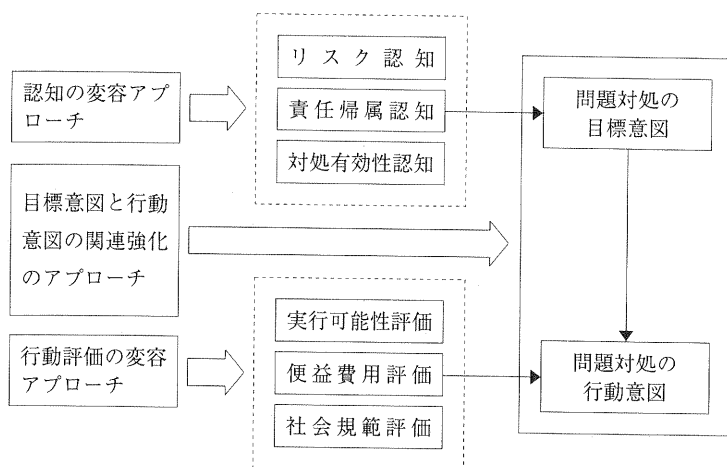 認知の変容アプ
ローチ
目標意図と行動
意図の関連強化
のアプローチ
行動評価の変容
アプローチ
リスク認知
責任帰属認知
対処有効性認知
実行可能性評価
便益費用評価
社会規範評価
問題対処の
目標意図
問題対処の
行動意図